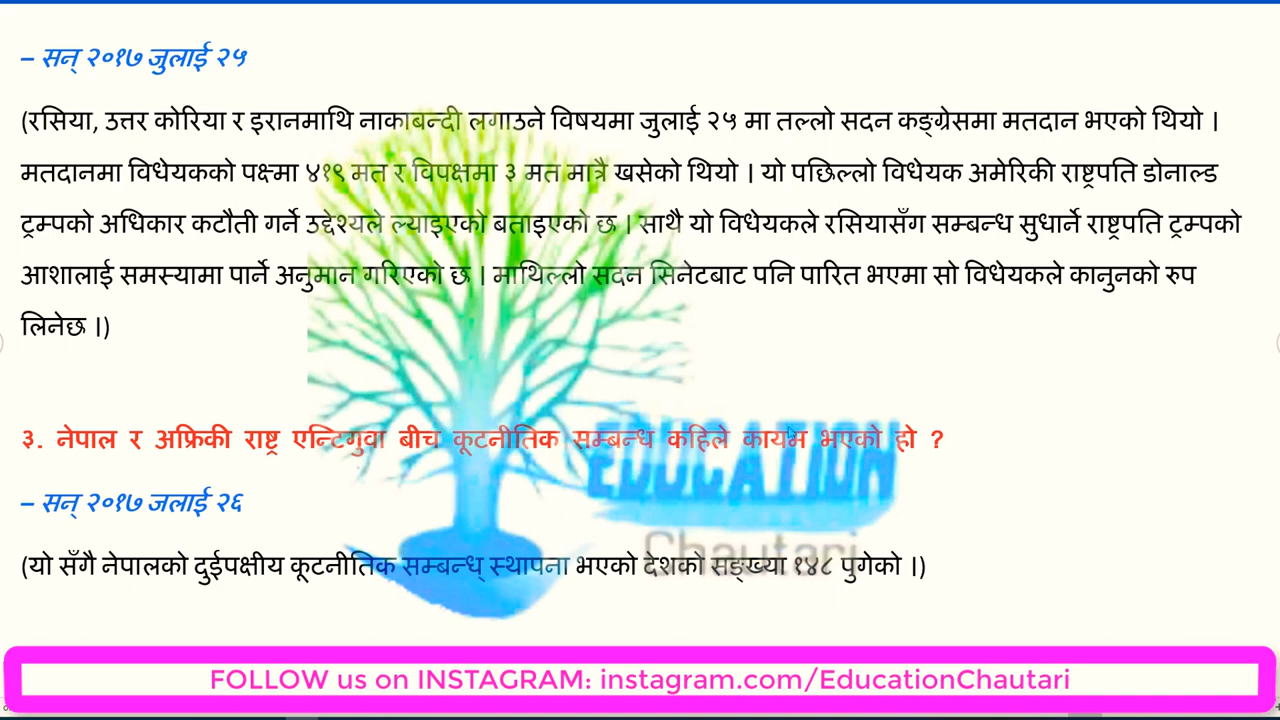 – सन् २०१७ जुलाई २५
(रसिया, उत्तर कोरिया र इरानमाथि नाकाबन्दी लगाउने विषयमा जुलाई २५ मा तल्लो सदन कङ्ग्रेसमा मतदान भएको थियो ।
मतदानमा विधेयकको पक्ष्मा ४१९ मत र विपक्षमा ३ मत मात्रै खसेको थियो । यो पछिल्लो विधेयक अमेरिकी राष्ट्रपति डोनाल्ड
ट्रम्पको अधिकार कटौती गर्ने उद्देश्यले ल्याइएको बताइएको छ । साथै यो विधेयकले रसियासँग सम्बन्ध सुधार्ने राष्ट्रपति ट्रम्पको
आशालाई समस्यामा पार्ने अनुमान गरिएको छ । माथिल्लो सदन सिनेटबाट पनि पारित भएमा सो विधेयकले कानुनको रुप
लिनेछ ।)
३. नेपाल र अफ्रिकी राष्ट्र एन्टिगुवा बीच कूटनीतिक सम्बन्ध कहिले कायम भएको हो ?
EDUCATION
– सन् २०१७ जलाई २६
Chautari
(यो सँगै नेपालको दुईपक्षीय कूटनीतिक सम्बन्ध् स्थापना भएको देशको सङ्ख्या १४८ पुगेको ।)
FOLLOW us on INSTAGRAM: instagram.com/EducationChautari